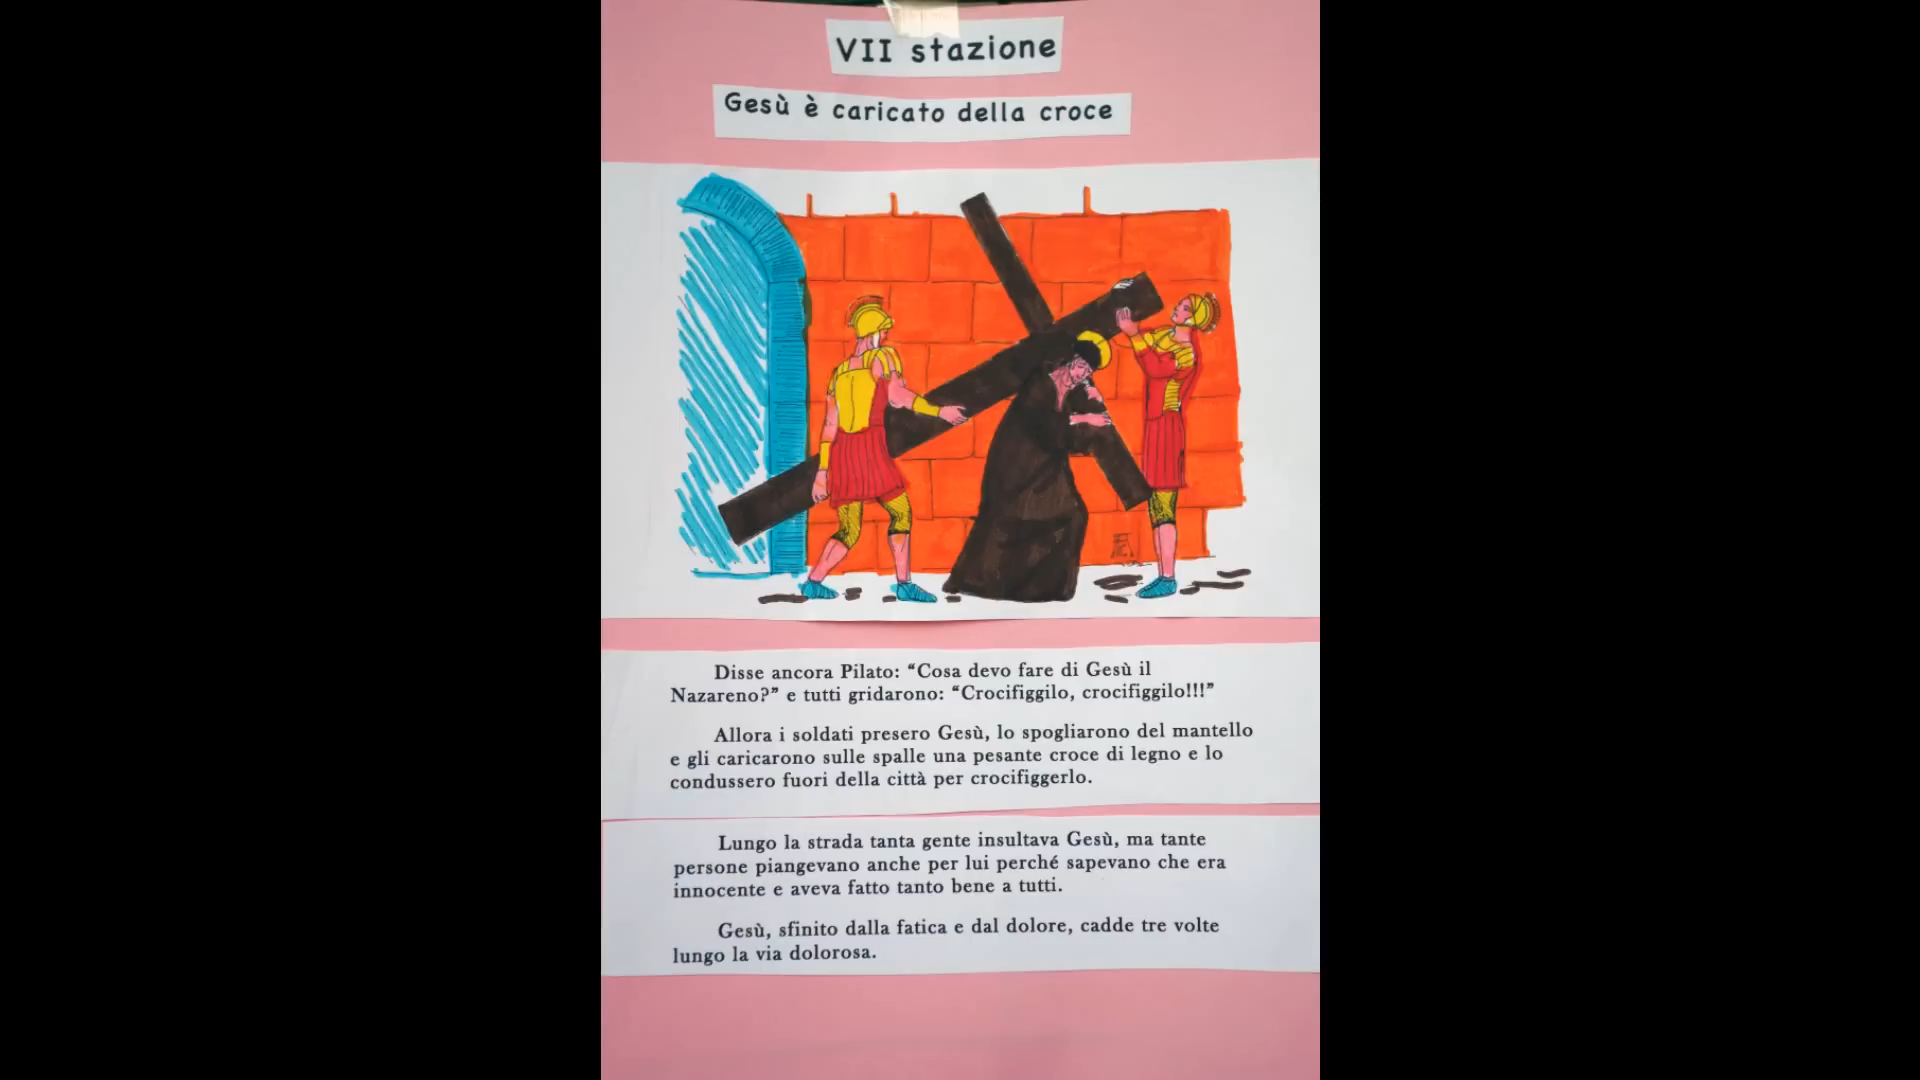 VII stazione
Gesù è caricato della croce
Disse ancora Pilato: “Cosa devo fare di Gesù il
Nazareno?” e tutti gridarono: “Crocifiggilo, crocifiggilo!!!”
Allora i soldati presero Gesù, lo spogliarono del mantello
e gli caricarono sulle spalle una pesante croce di legno e lo
condussero fuori della città per crocifiggerlo.
Lungo la strada tanta gente insultava Gesù, ma tante
persone piangevano anche per lui perché sapevano che era
innocente e aveva fatto tanto bene a tutti.
Gesù, sfinito dalla fatica e dal dolore, cadde tre volte
lungo la via dolorosa.